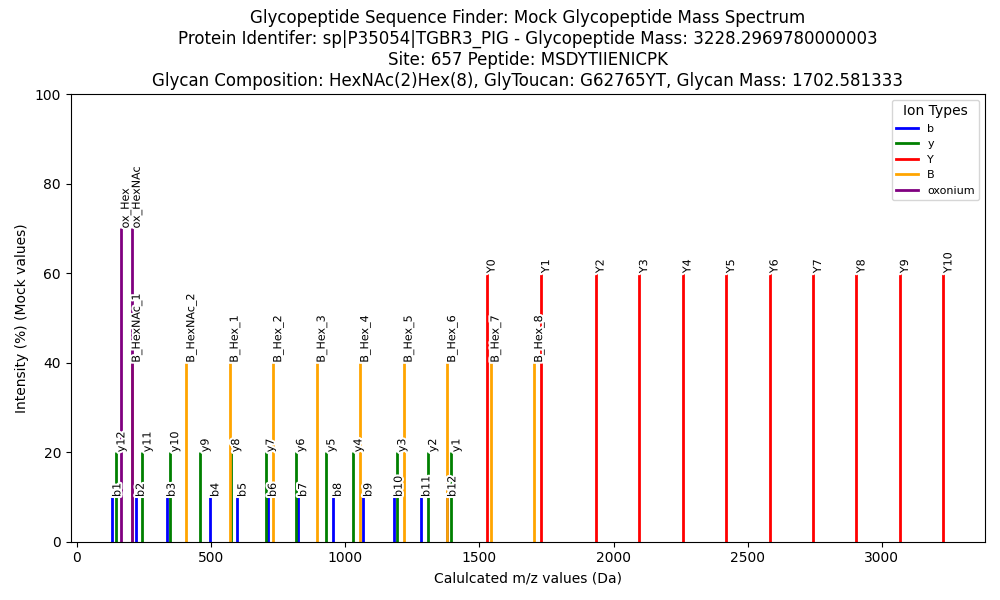 Glycopeptide Sequence Finder: Mock Glycopeptide Mass Spectrum
Protein Identifer: sp|P35054|TGBR3_PIG - Glycopeptide Mass: 3228.2969780000003
Site: 657 Peptide: MSDYTIIENICPK
Glycan Composition: HexNAc(2)Hex(8), GlyToucan: G62765YT, Glycan Mass: 1702.581333
Intensity (%) (Mock values)
100
80
60
40
20
0
Ion Types
b
y
Y
B
oxonium
ox_Hex
ox_HexNAc
Y0
Y1
Y2
Y3
Y4
Y5
Y6
Y7
Y8
Y9
Y10
B_HexNAc_1
B_HexNAc_2
B_Hex_1
B_Hex_2
B_Hex_3
B_Hex_4
B_Hex_5
B_Hex_6
B_Hex_7
B_Hex_8
y12
y11
y10
y9
y8
y7
y6
y5
y4
y3
y2
y1
b1
b2
b3
b4
b5
b6
b7
b8
b9
b10
b11
b12
0
500
1000
1500
2000
2500
3000
Calulcated m/z values (Da)